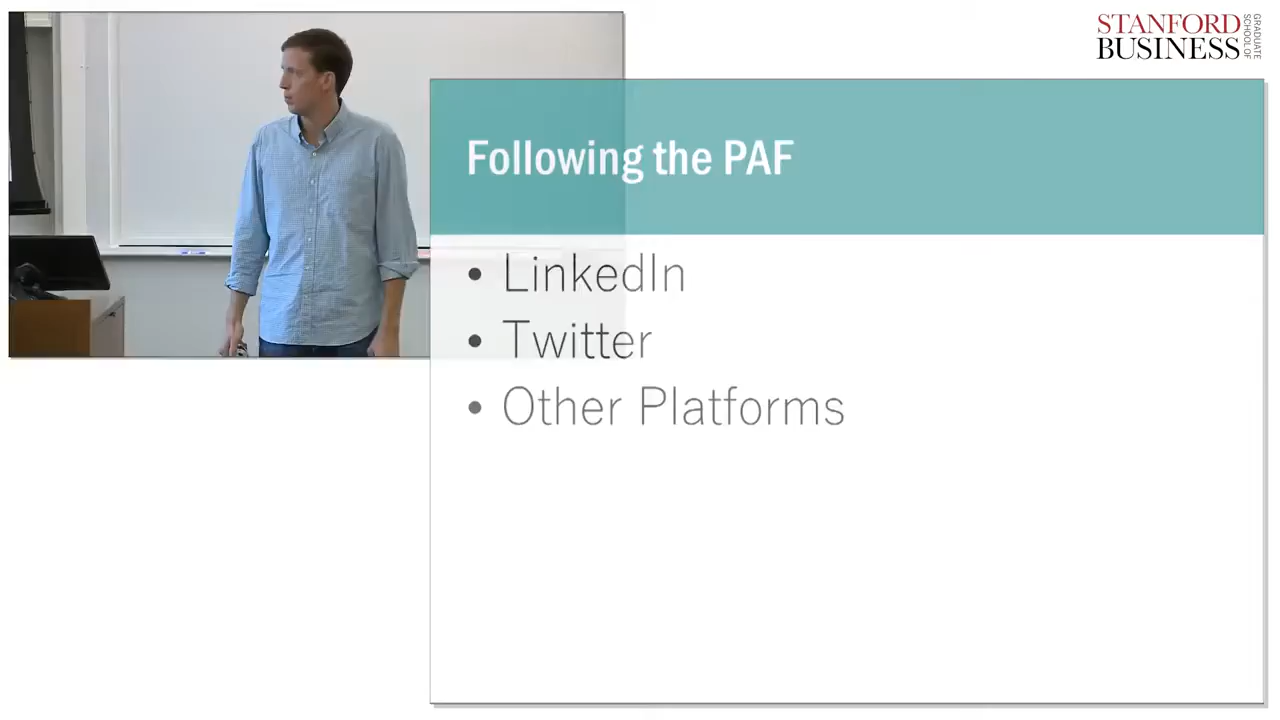 STANFORD
BUSINESS
GRADUATE
SCHOOL OF
Following the PAF
• LinkedIn
• Twitter
• Other Platforms